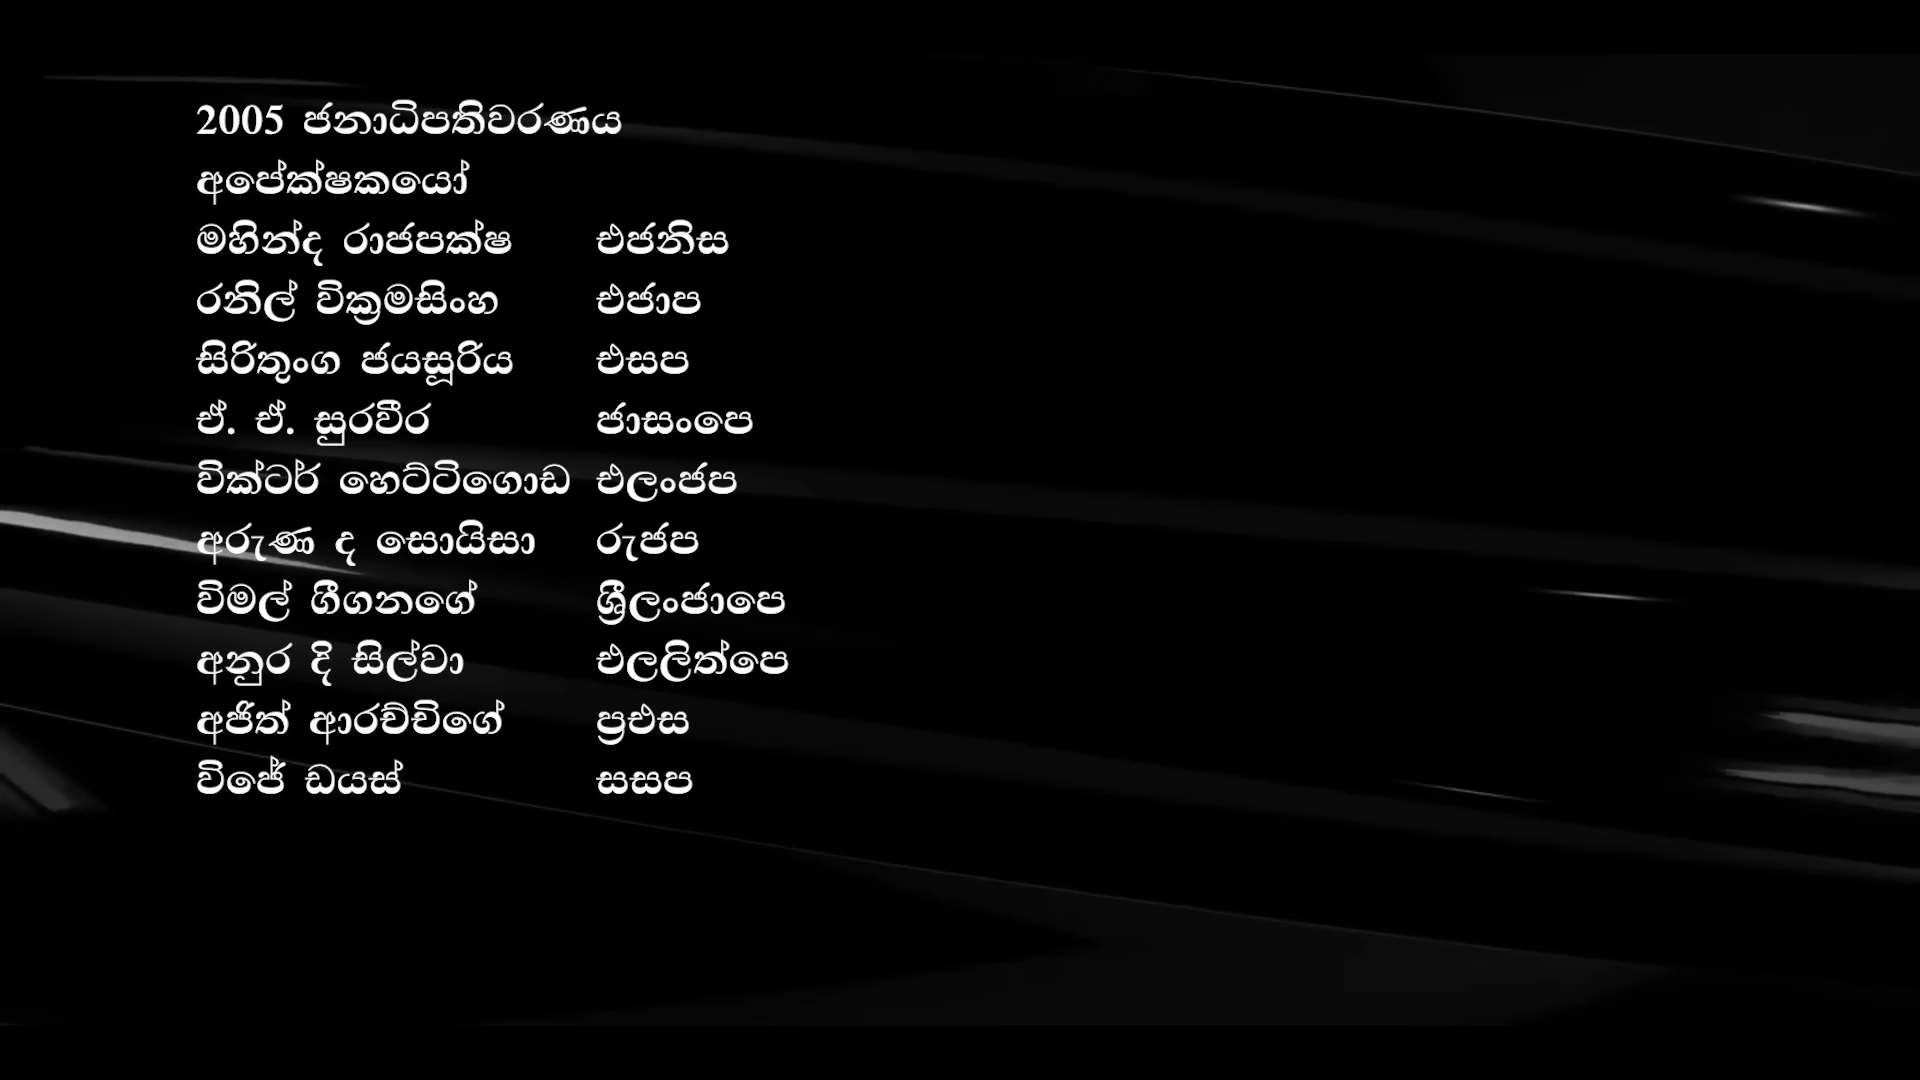 2005 ජනාධිපතිවරණය
අපේක්ෂකයෝ
මහින්ද රාජපක්ෂ එජනිස
රනිල් වික්‍රමසිංහ එජාප
සිරිතුංග ජයසූරිය එසප
ඒ. ඒ. සුරවීර ජාසංපෙ
වික්ටර් හෙට්ටිගොඩ එලංජප
අරුණ ද සොයිසා රුජප
විමල් ගීගනගේ ශ්‍රීලංජාපෙ
අනුර දි සිල්වා එලලිත්පෙ
අජිත් ආරච්චිගේ ප්‍රඑස
විජේ ඩයස් සසප